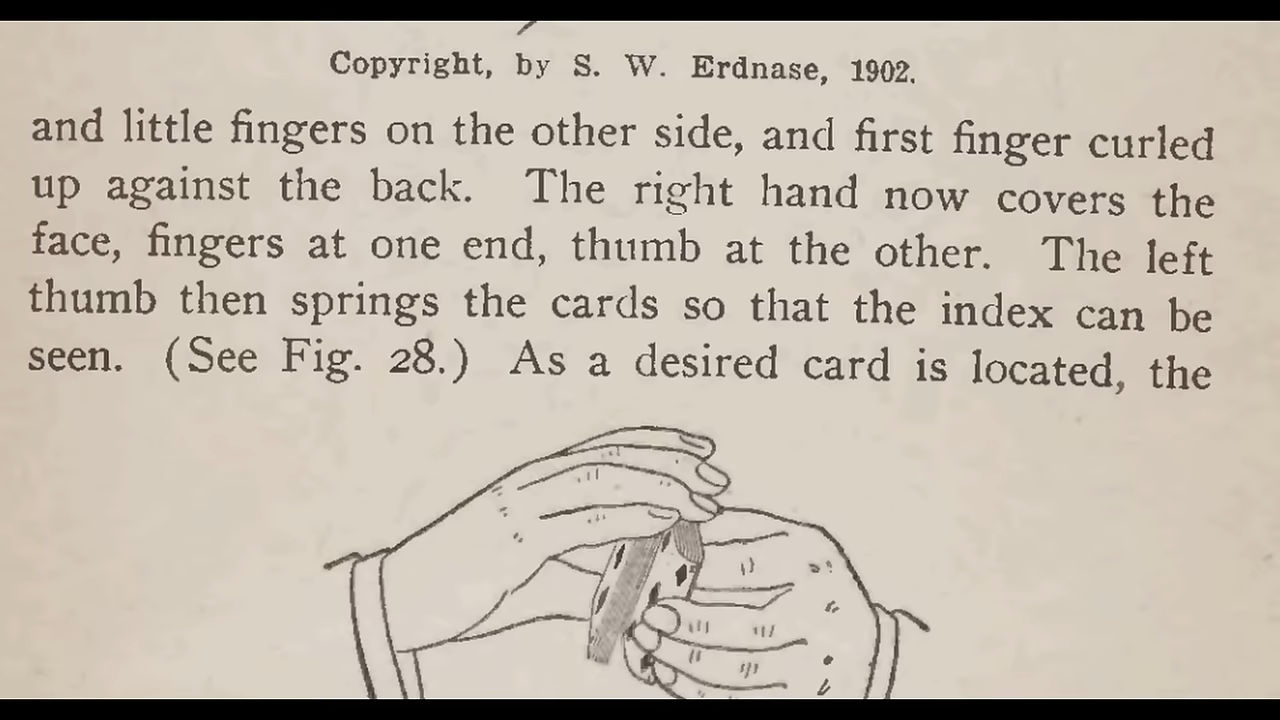 Copyright, by S. W. Erdnase, 1902.
and little fingers on the other side, and first finger curled
up against the back. The right hand now covers the
face, fingers at one end, thumb at the other. The left
thumb then springs the cards so that the index can be
seen. (See Fig. 28.) As a desired card is located, the